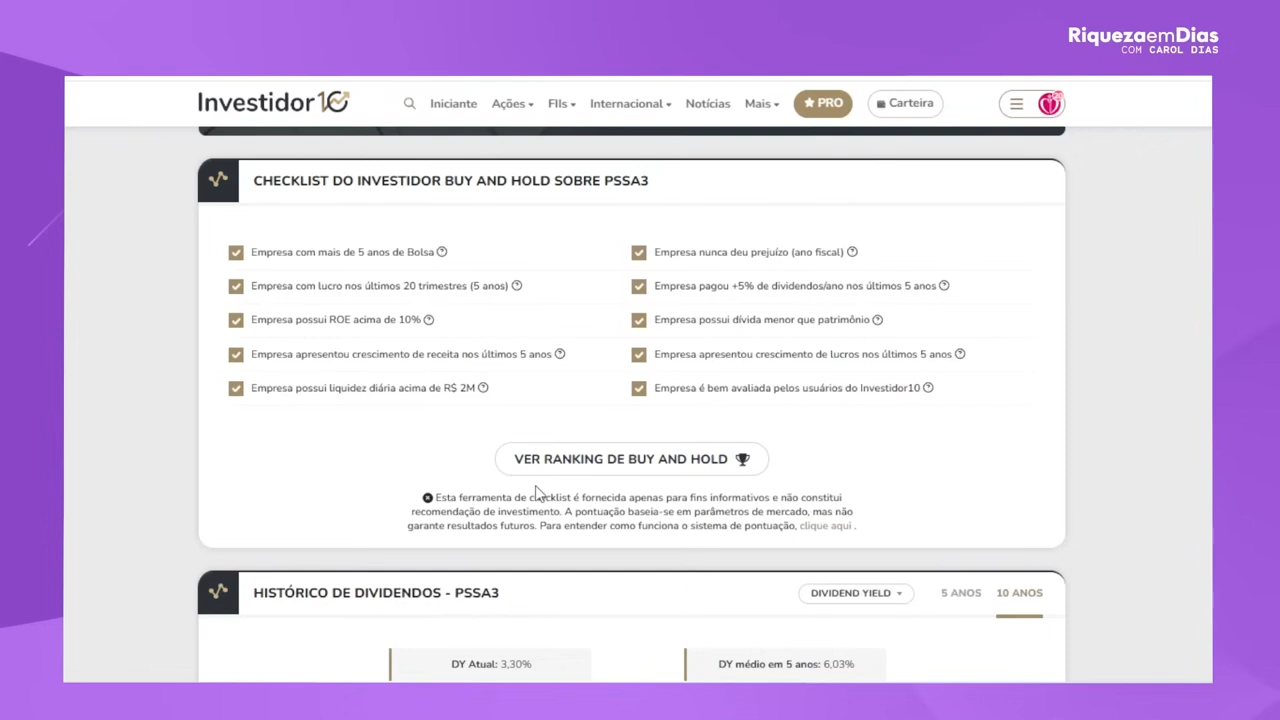 RiquezaemDias
COM CAROL DIAS
Investidor10
Iniciante Ações FIIs Internacional Notícias Mais PRO Carteira
CHECKLIST DO INVESTIDOR BUY AND HOLD SOBRE PSSA3
Empresa com mais de 5 anos de Bolsa
Empresa nunca deu prejuízo (ano fiscal)
Empresa com lucro nos últimos 20 trimestres (5 anos)
Empresa pagou +5% de dividendos/ano nos últimos 5 anos
Empresa possui ROE acima de 10%
Empresa possui dívida menor que patrimônio
Empresa apresentou crescimento de receita nos últimos 5 anos
Empresa apresentou crescimento de lucros nos últimos 5 anos
Empresa possui liquidez diária acima de R$ 2M
Empresa é bem avaliada pelos usuários do Investidor10
VER RANKING DE BUY AND HOLD
Esta ferramenta de checklist é fornecida apenas para fins informativos e não constitui
recomendação de investimento. A pontuação baseia-se em parâmetros de mercado, mas não
garante resultados futuros. Para entender como funciona o sistema de pontuação, clique aqui .
HISTÓRICO DE DIVIDENDOS - PSSA3
DIVIDEND YIELD 5 ANOS 10 ANOS
DY Atual: 3,30%
DY médio em 5 anos: 6,03%